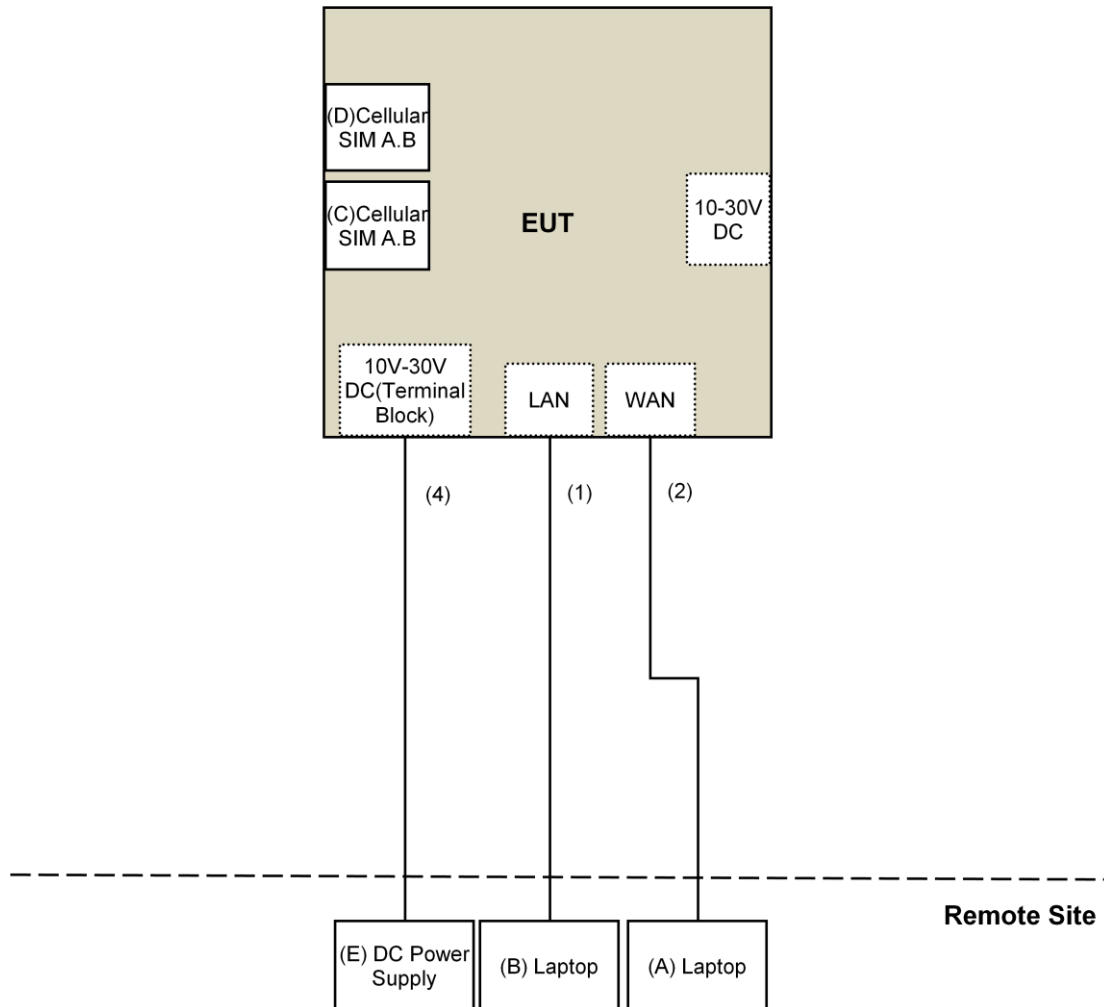 (D)Cellular
SIM A.B
(C)Cellular
SIM A.B
EUT
10-30V
DC
10V-30V
DC(Terminal
Block)
LAN
WAN
(4)
(1)
(2)
Remote Site
(E) DC Power
Supply
(B) Laptop
(A) Laptop